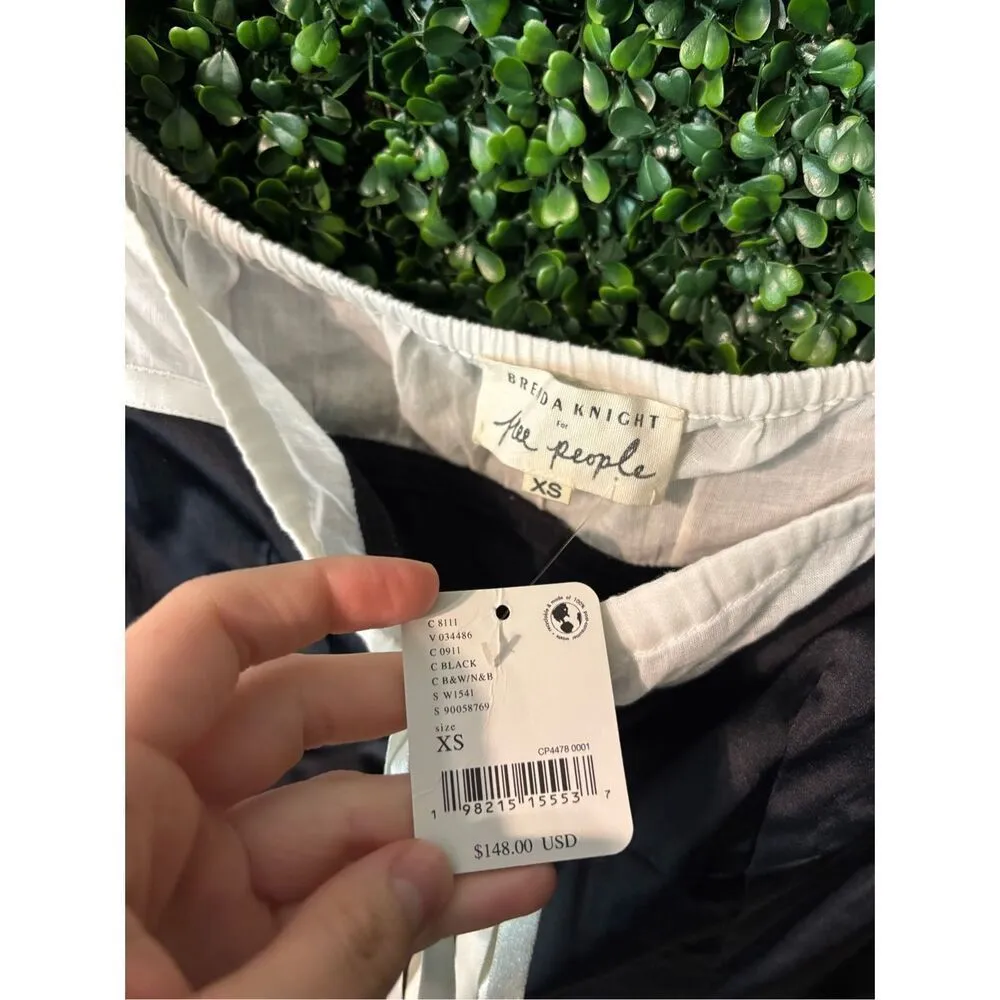 BRENDA KNIGHT
For
free people
XS
C 8111
V 034486
C 0911
C BLACK
C B&W/N&B
S W1541
S 90058769
size
XS
CP4478 0001
1 98215 15553 7
$148.00 USD